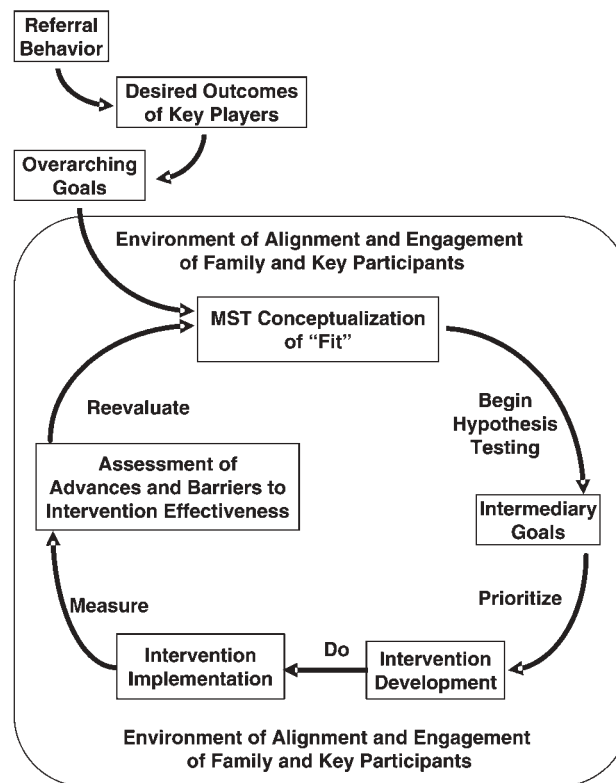 Referral
Behavior
Desired Outcomes
of Key Players
Overarching
Goals
Environment of Alignment and Engagement
of Family and Key Participants
MST Conceptualization
of “Fit”
Begin
Hypothesis
Testing
Intermediary
Goals
Prioritize
Intervention
Development
Do
Intervention
Implementation
Measure
Assessment of
Advances and Barriers to
Intervention Effectiveness
Reevaluate
Environment of Alignment and Engagement
of Family and Key Participants